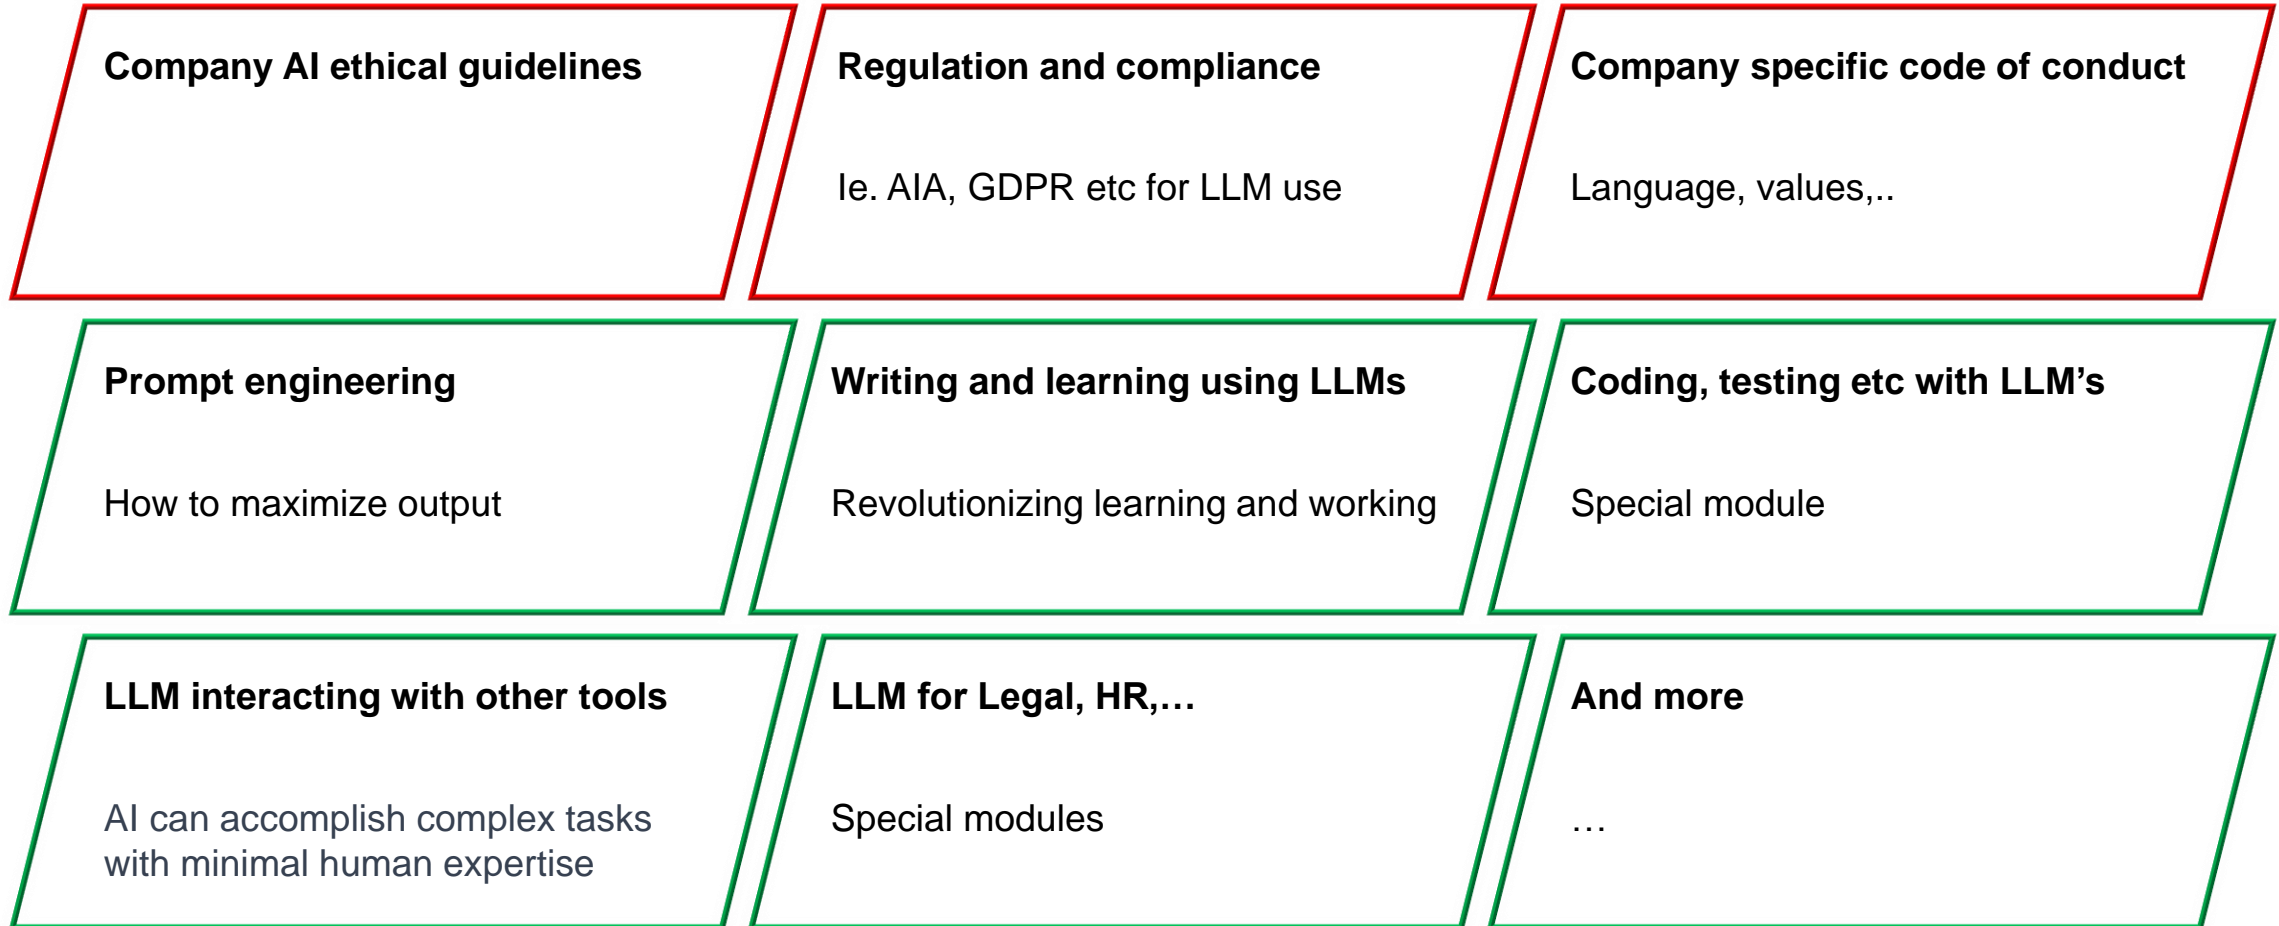 Company AI ethical guidelines
Regulation and compliance
Ie. AIA, GDPR etc for LLM use
Company specific code of conduct
Language, values,..
Prompt engineering
How to maximize output
Writing and learning using LLMs
Revolutionizing learning and working
Coding, testing etc with LLM’s
Special module
LLM interacting with other tools
AI can accomplish complex tasks
with minimal human expertise
LLM for Legal, HR,…
Special modules
And more
…